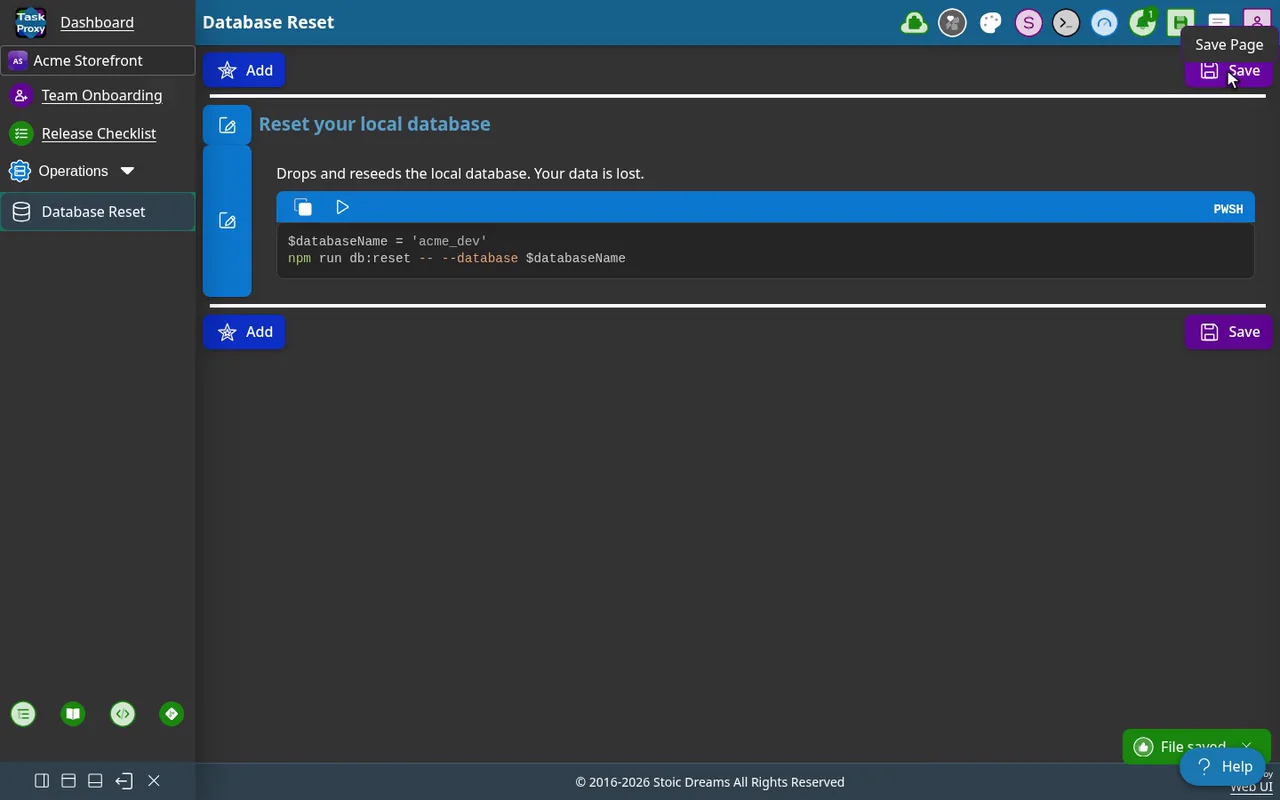 Task Proxy
Dashboard
Database Reset
S
1
Save Page
AS
Acme Storefront
Add
Save
Team Onboarding
Release Checklist
Operations
Database Reset
Reset your local database
Drops and reseeds the local database. Your data is lost.
PWSH
$databaseName = 'acme_dev'
npm run db:reset -- --database $databaseName
Add
Save
File saved
Help
© 2016-2026 Stoic Dreams All Rights Reserved
by
Web UI